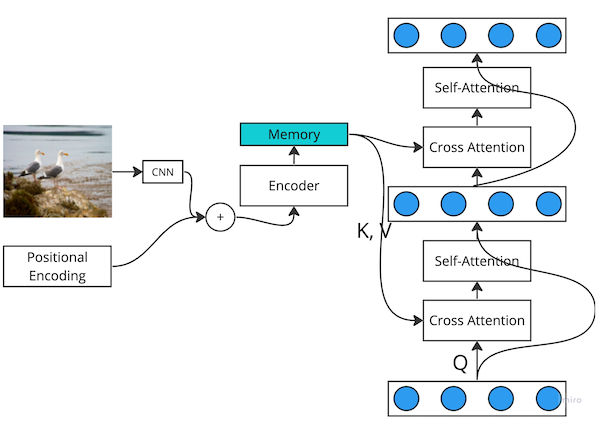 Self-Attention
Cross Attention
Memory
CNN
Encoder
+
K, V
Positional
Encoding
Self-Attention
Cross Attention
Q
miro